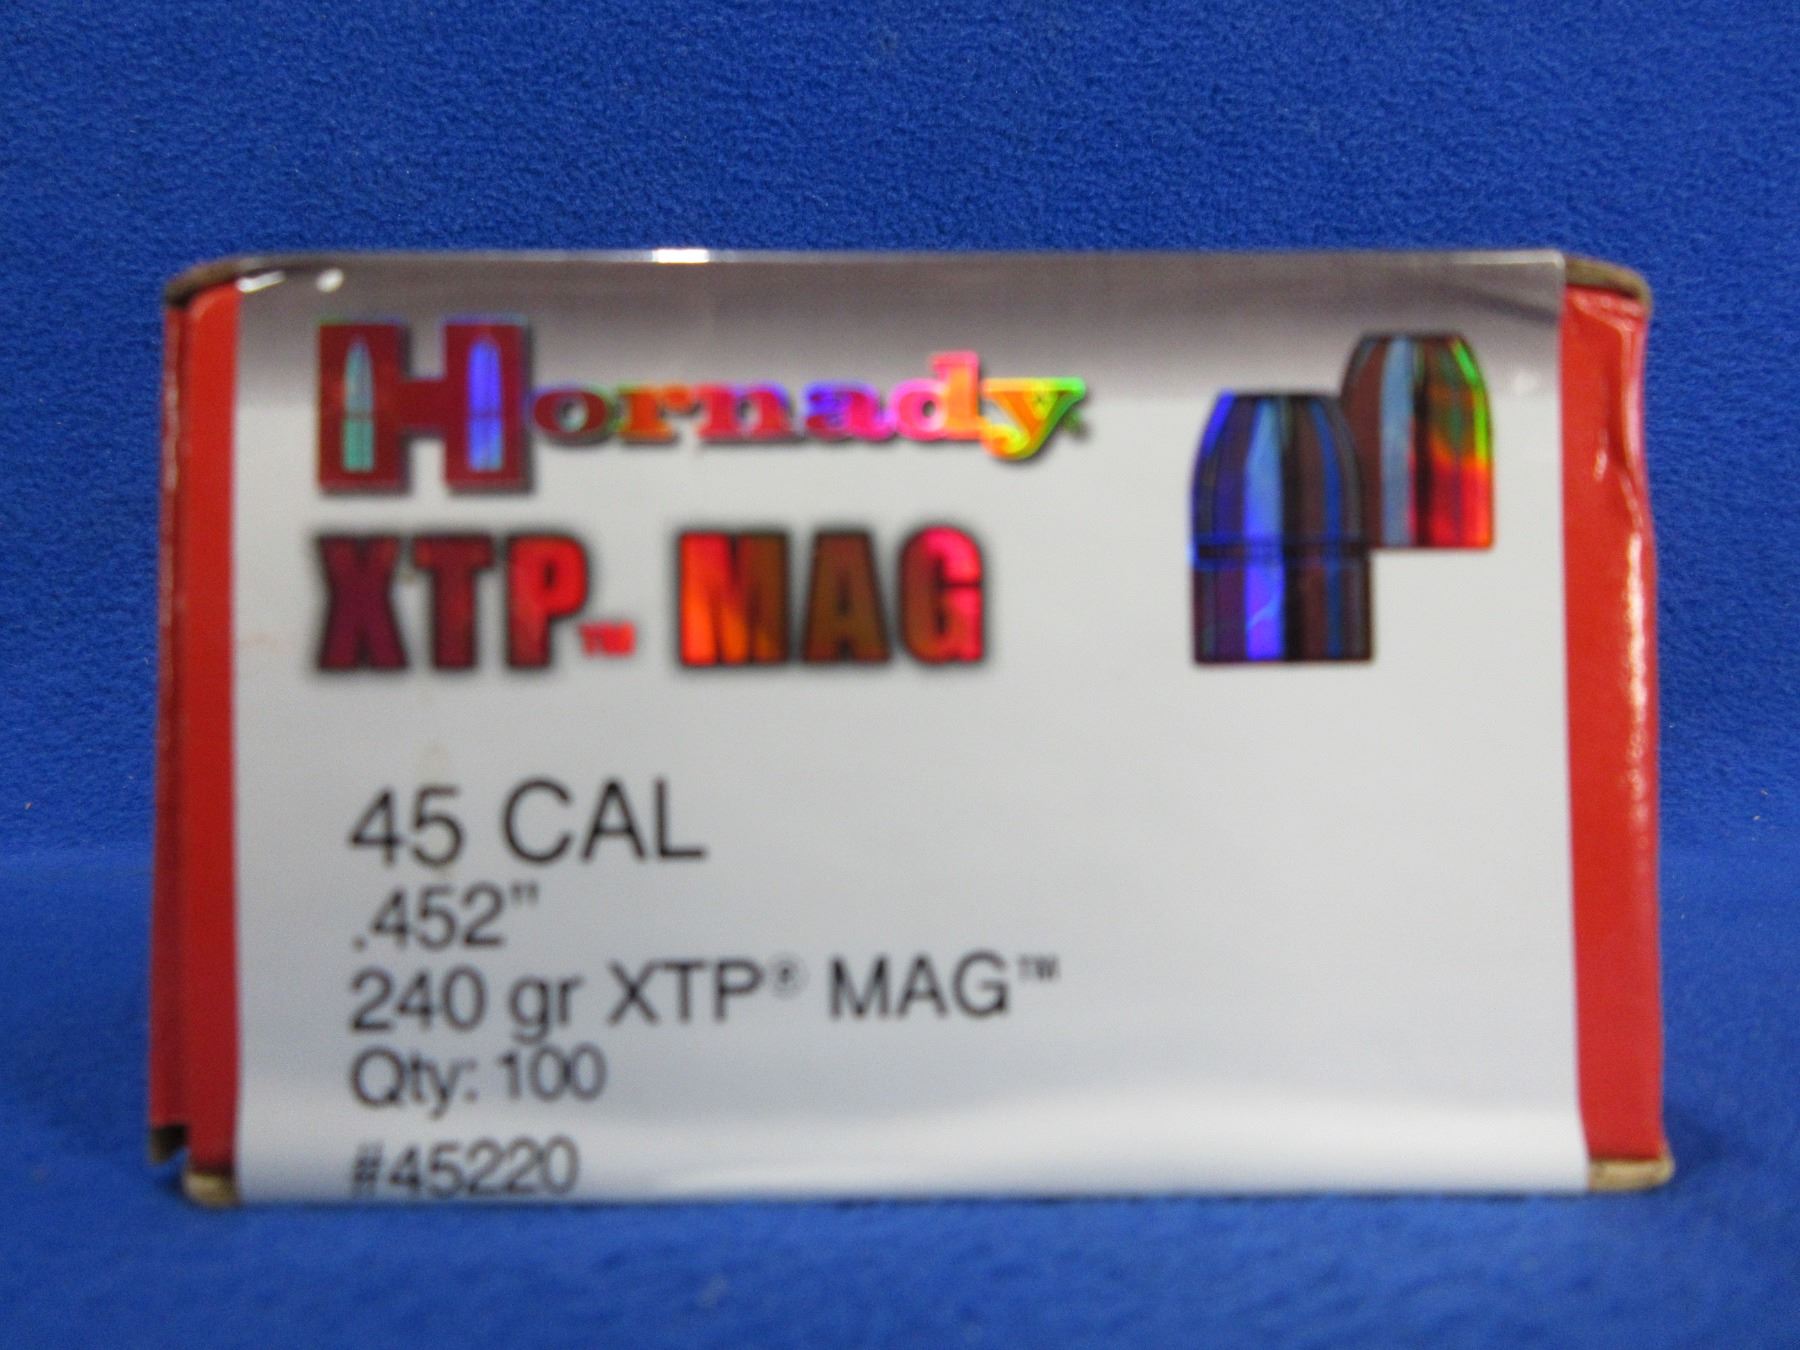 Hornady
XTP™ MAG
45 CAL
.452"
240 gr XTP® MAG™
Qty: 100
#45220